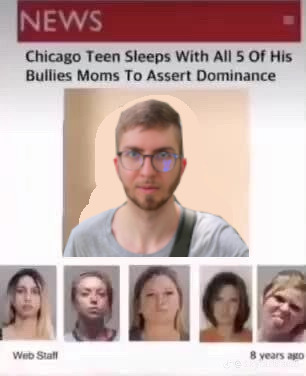 NEWS
Chicago Teen Sleeps With All 5 Of His
Bullies Moms To Assert Dominance
Web Staff
8 years ago